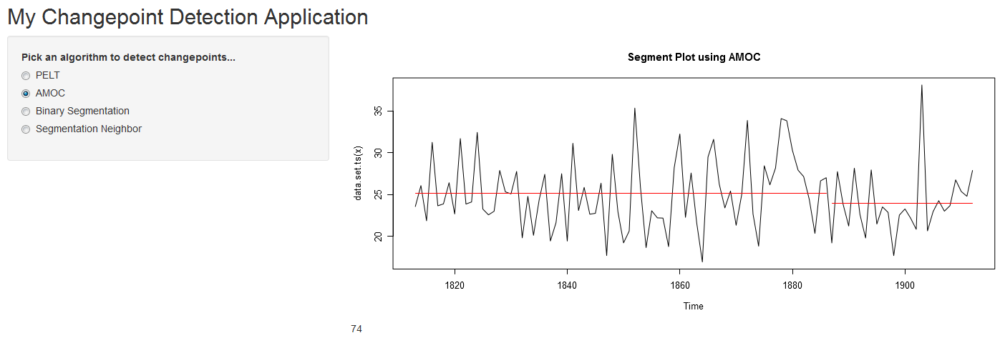 My Changepoint Detection Application
Pick an algorithm to detect changepoints...
PELT
AMOC
Binary Segmentation
Segmentation Neighbor
Segment Plot using AMOC
data.set.ts(x)
35
30
25
20
1820 1840 1860 1880 1900
Time
74